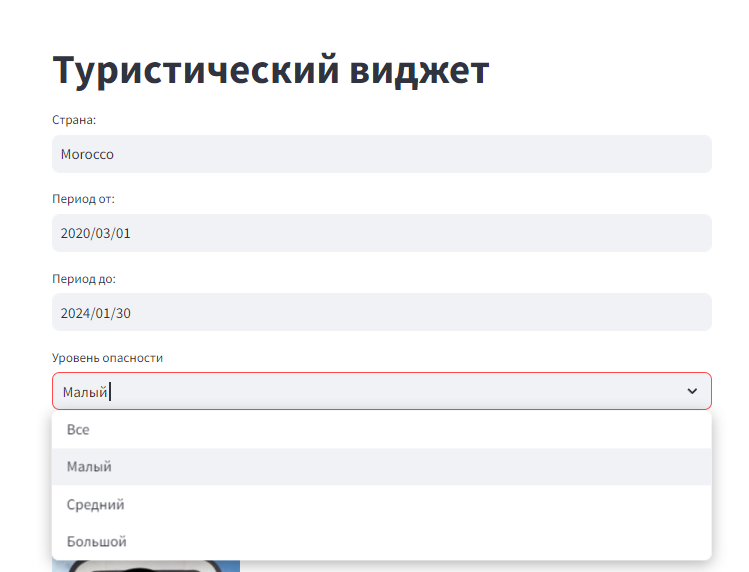 Туристический виджет
Страна:
Morocco
Период от:
2020/03/01
Период до:
2024/01/30
Уровень опасности
Малый
Все
Малый
Средний
Большой